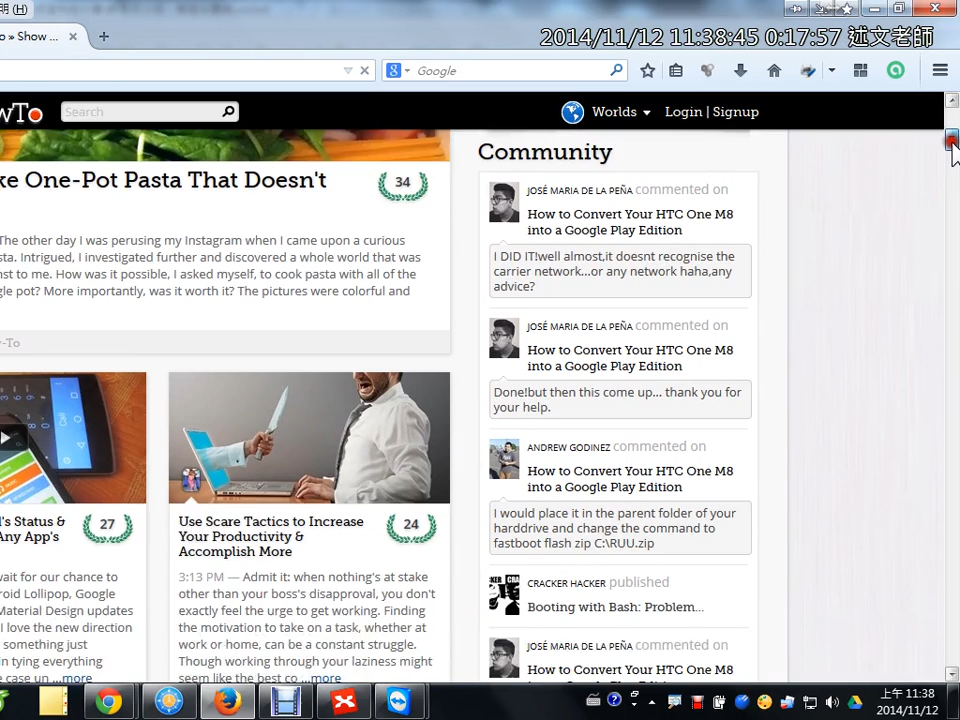 明(H)
o » Show ...
2014/11/12 11:38:45 0:17:57 述文老師
Google
wTo
Search
Worlds
Login | Signup
ke One-Pot Pasta That Doesn't
34
The other day I was perusing my Instagram when I came upon a curious
sta. Intrigued, I investigated further and discovered a whole world that was
nst to me. How was it possible, I asked myself, to cook pasta with all of the
gle pot? More importantly, was it worth it? The pictures were colorful and
-To
l's Status &
Any App's
27
wait for our chance to
roid Lollipop, Google
Material Design updates
I love the new direction
something just
in tying everything
e case un ...more
Use Scare Tactics to Increase
Your Productivity &
Accomplish More
24
3:13 PM — Admit it: when nothing's at stake
other than your boss's disapproval, you don't
exactly feel the urge to get working. Finding
the motivation to take on a task, whether at
work or home, can be a constant struggle.
Though working through your laziness might
seem like the best co ...more
Community
JOSÉ MARIA DE LA PEÑA commented on
How to Convert Your HTC One M8
into a Google Play Edition
I DID IT!well almost,it doesnt recognise the
carrier network...or any network haha,any
advice?
JOSÉ MARIA DE LA PEÑA commented on
How to Convert Your HTC One M8
into a Google Play Edition
Done!but then this come up... thank you for
your help.
ANDREW GODINEZ commented on
How to Convert Your HTC One M8
into a Google Play Edition
I would place it in the parent folder of your
harddrive and change the command to
fastboot flash zip C:\RUU.zip
CRACKER HACKER published
Booting with Bash: Problem...
JOSÉ MARIA DE LA PEÑA commented on
How to Convert Your HTC One M8
上午 11:38
2014/11/12